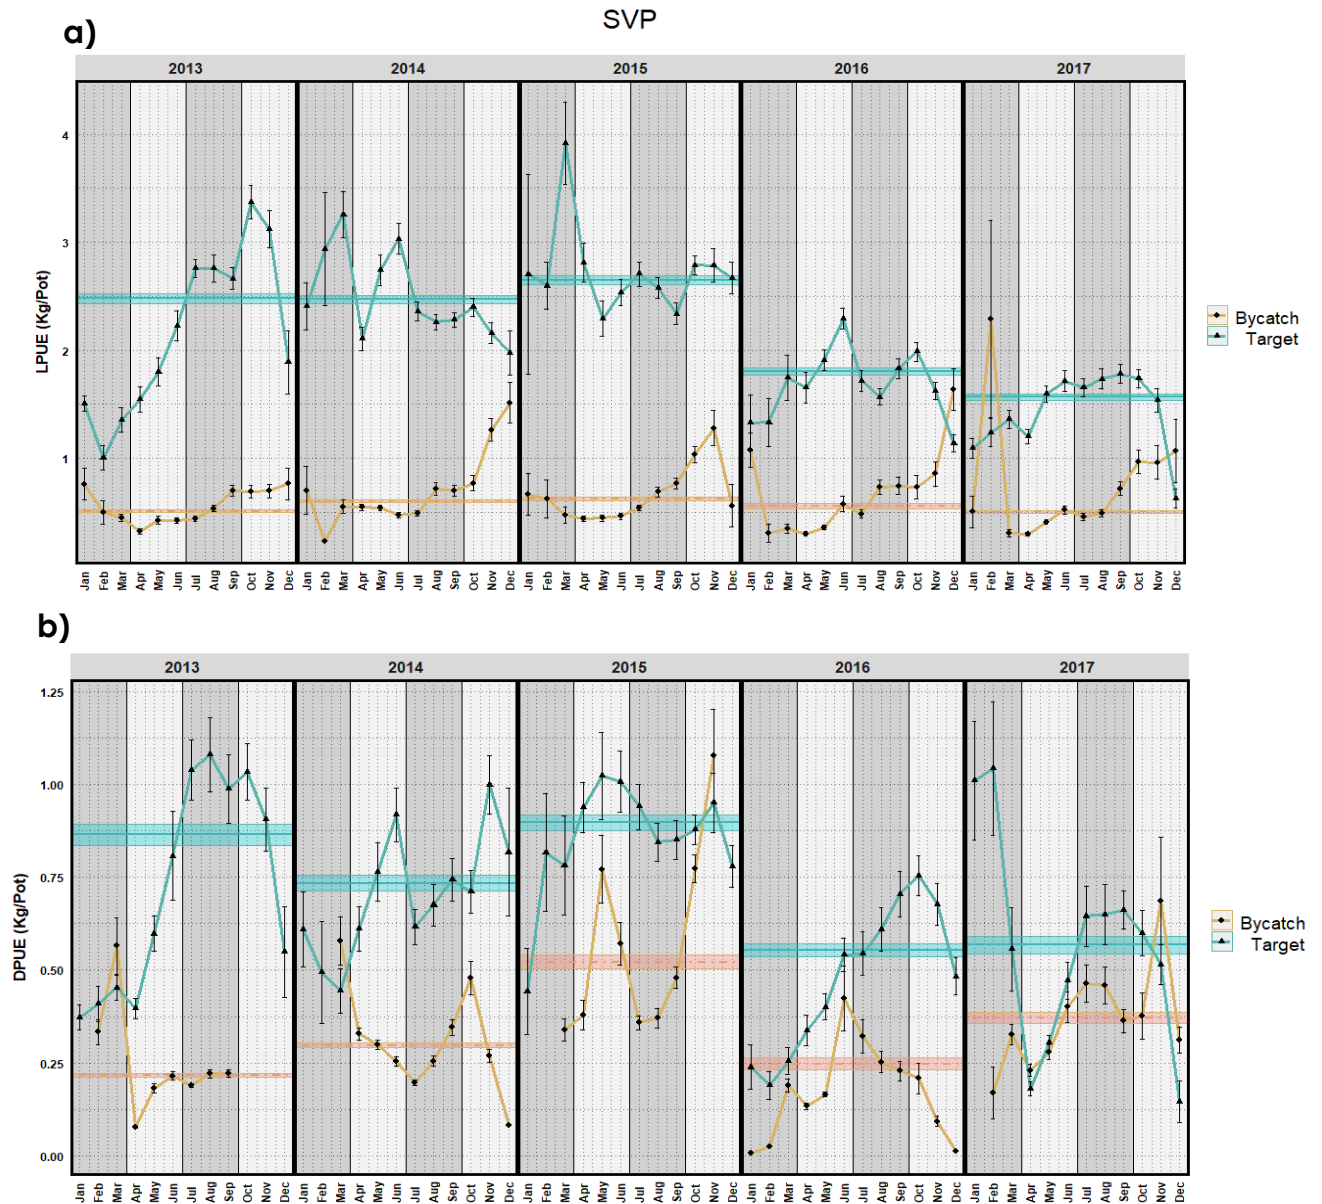 SVP
a)
2013 2014 2015 2016 2017
4
3
2
1
LPUE (Kg/Pot)
Bycatch
Target
Jan Feb Mar Apr May Jun Jul Aug Sep Oct Nov Dec Jan Feb Mar Apr May Jun Jul Aug Sep Oct Nov Dec Jan Feb Mar Apr May Jun Jul Aug Sep Oct Nov Dec Jan Feb Mar Apr May Jun Jul Aug Sep Oct Nov Dec Jan Feb Mar Apr May Jun Jul Aug Sep Oct Nov Dec
b)
2013 2014 2015 2016 2017
1.25
1.00
0.75
0.50
0.25
0.00
DPUE (Kg/Pot)
Bycatch
Target
Jan Feb Mar Apr May Jun Jul Aug Sep Oct Nov Dec Jan Feb Mar Apr May Jun Jul Aug Sep Oct Nov Dec Jan Feb Mar Apr May Jun Jul Aug Sep Oct Nov Dec Jan Feb Mar Apr May Jun Jul Aug Sep Oct Nov Dec Jan Feb Mar Apr May Jun Jul Aug Sep Oct Nov Dec